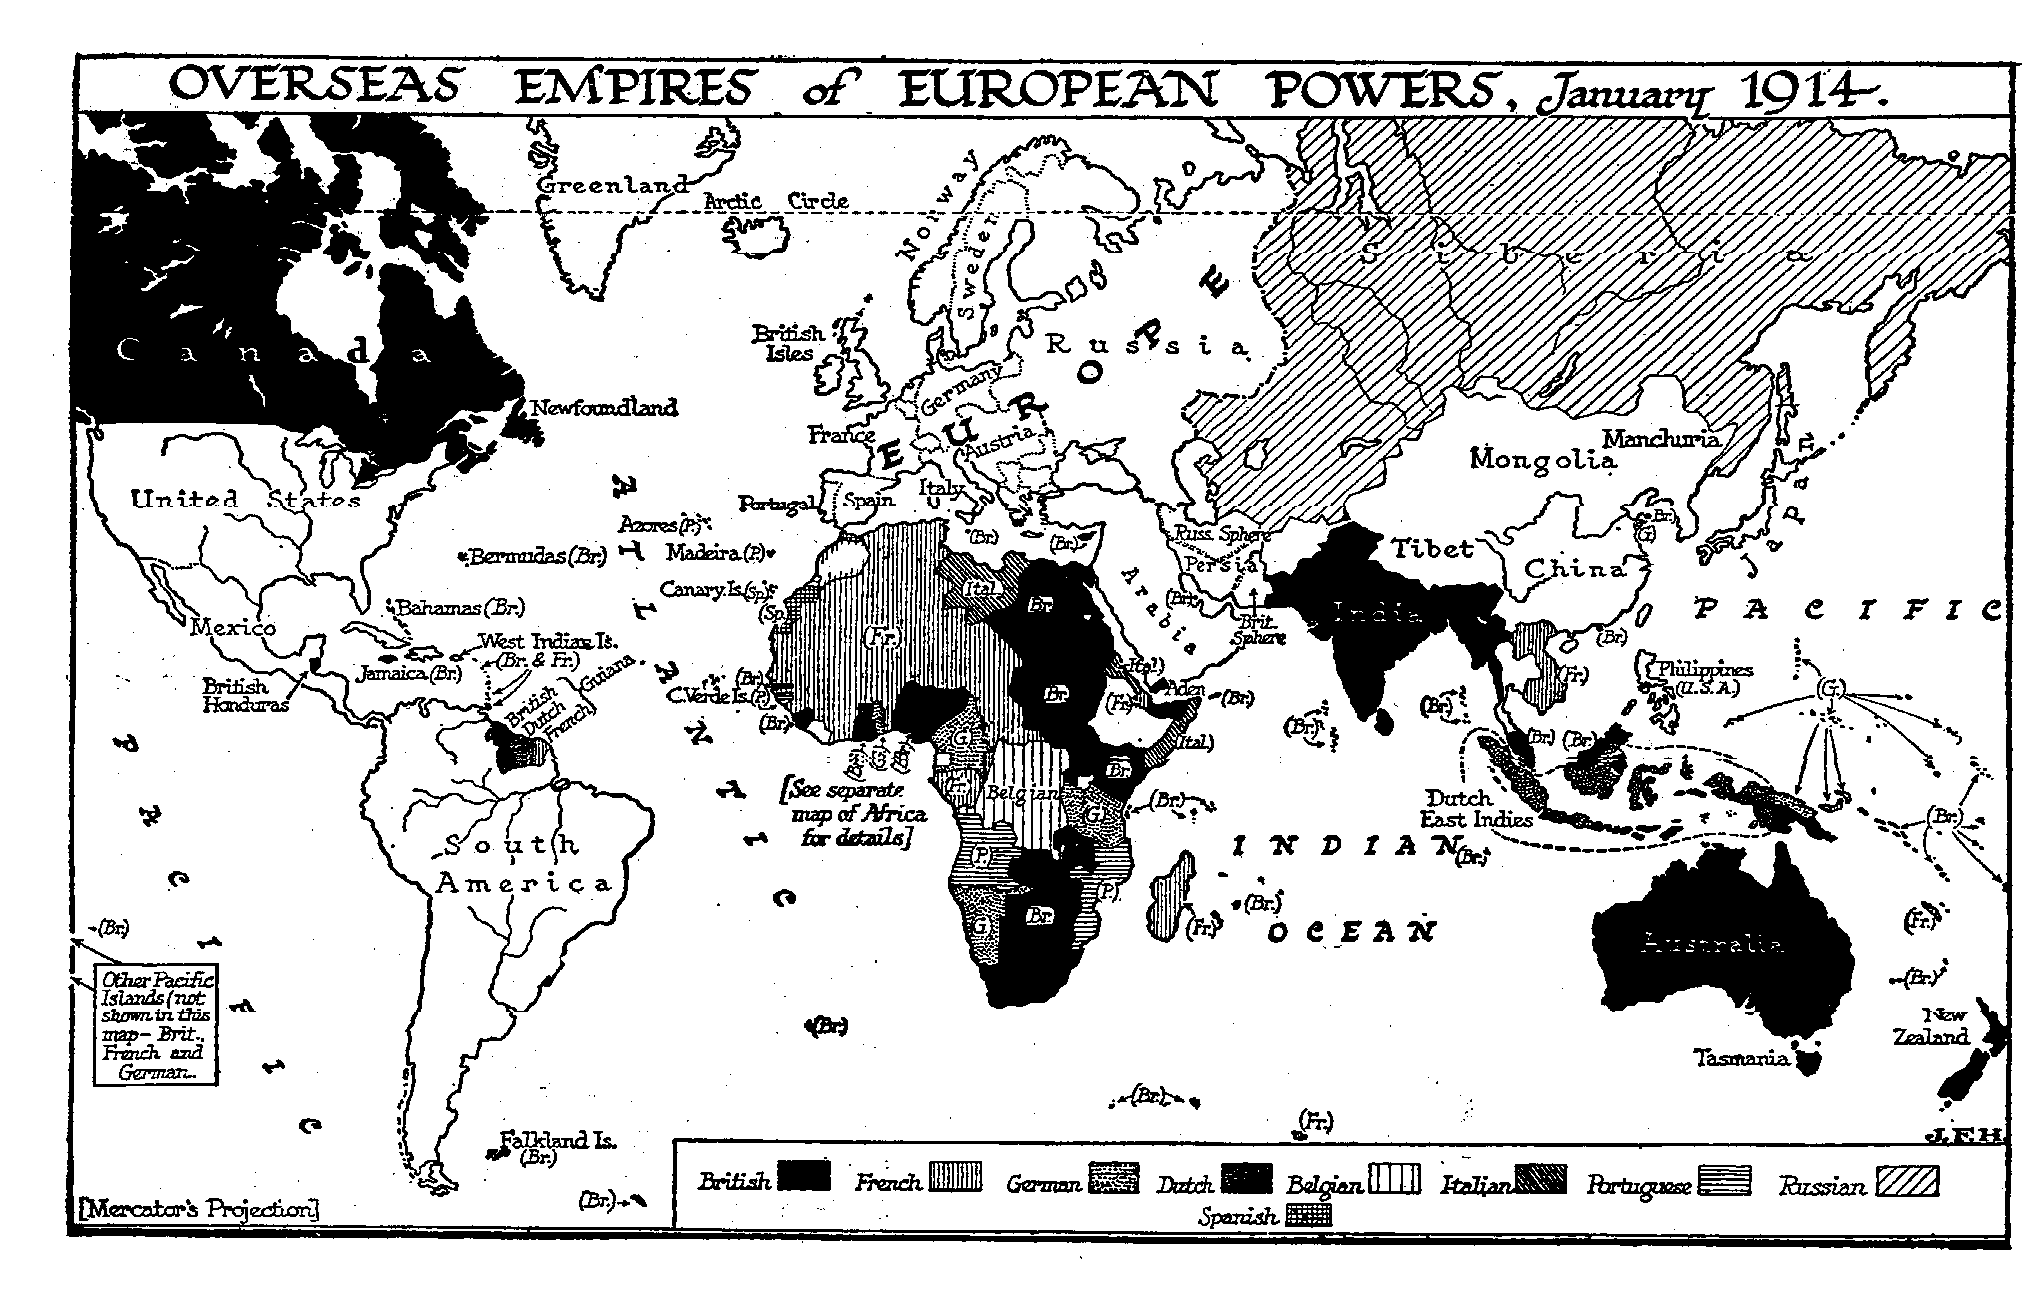 OVERSEAS EMPIRES of EUROPEAN POWERS, January 1914.
Greenland
Arctic Circle
Norway
Sweden
Siberia
EUROPE
Russia
British
Isles
Canada
Germany
Newfoundland
France
Austria
Manchuria
Mongolia
Japan
United States
Portugal
Spain
Italy
ATLANTIC
Azores (P.)
(Br.)
(Br.)
Russ. Sphere
Br.
G.
Bermudas (Br.)
Madeira (P.)
Tibet
Persia
China
Arabia
Canary Is. (Sp.)
Ital.
Br.
(Br.)
Bahamas (Br.)
(Sp.)
India
PACIFIC
Mexico
(Fr.)
Brit.
Sphere
(Br.)
West Indian Is.
(Br. & Fr.)
Jamaica (Br.)
Guiana
(Ital.)
Philippines
(U.S.A.)
(Fr.)
British
Honduras
(Br.)
C. Verde Is. (P.)
Br.
Aden
(Br.)
(G.)
British
Dutch
French
(Br.)
(Fr.)
(Br.)
(Br.)
G.
(Ital.)
(Br.)
(Br.)
(Br.)
(G.)
(Br.)
Br.
PACIFIC
[See separate
map of Africa
for details]
Fr.
Belgian
G.
(Br.)
Dutch
East Indies
(Br.)
South
America
(P.)
INDIAN
(Br.)
(P.)
Br.
G.
(Fr.)
(Br.)
OCEAN
Australia
(Fr.)
(Br.)
Other Pacific
Islands (not
shown in this
map– Brit.,
French and
German..
(Br.)
(Br.)
New
Zealand
Tasmania
(Br.)
(Fr.)
J.F.H.
Falkland Is.
(Br.)
(Br.)
[Mercator's Projection]
British French German Dutch Belgian Italian Portuguese Russian
Spanish